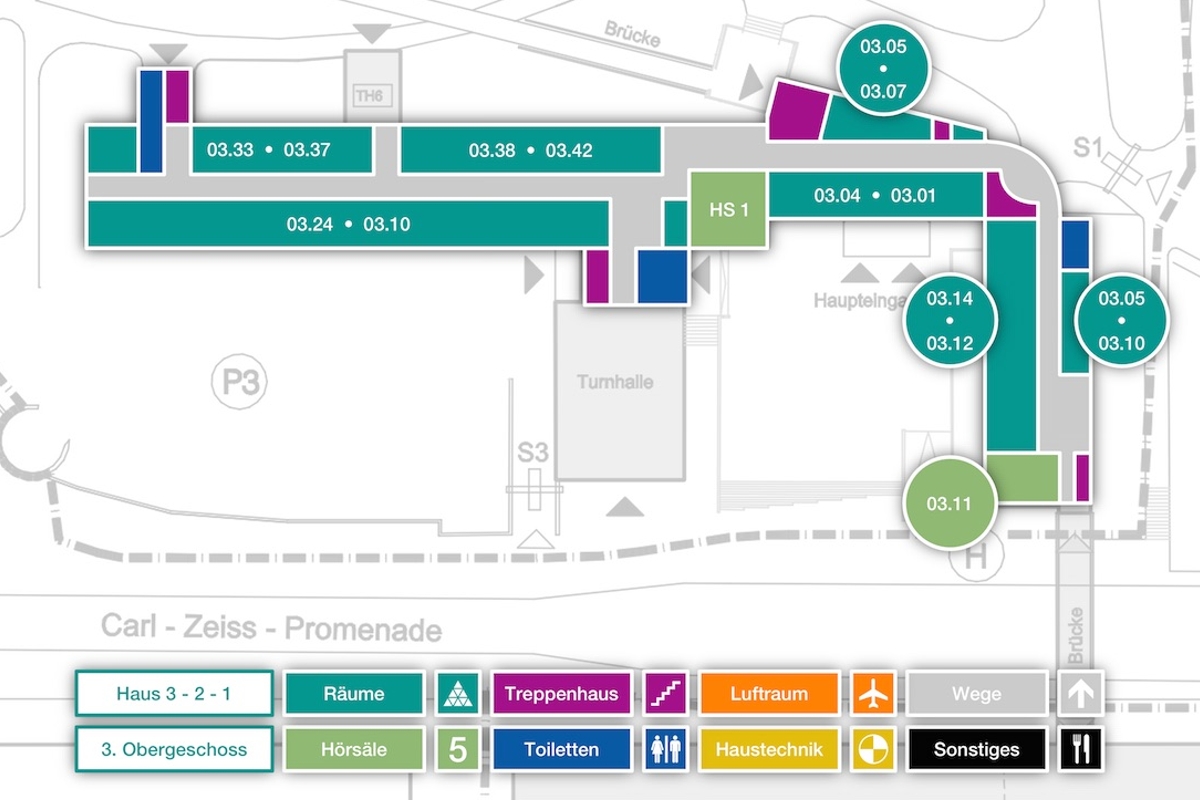 Brücke
03.05
•
03.07
TH6
S1
03.33 • 03.37
03.38 • 03.42
03.04 • 03.01
HS 1
03.24 • 03.10
Haupteinga
03.14
•
03.12
03.05
•
03.10
P3
Turnhalle
S3
03.11
H
Carl - Zeiss - Promenade
Brücke
Haus 3 - 2 - 1
Räume
Treppenhaus
Luftraum
Wege
3. Obergeschoss
Hörsäle
5
Toiletten
Haustechnik
Sonstiges